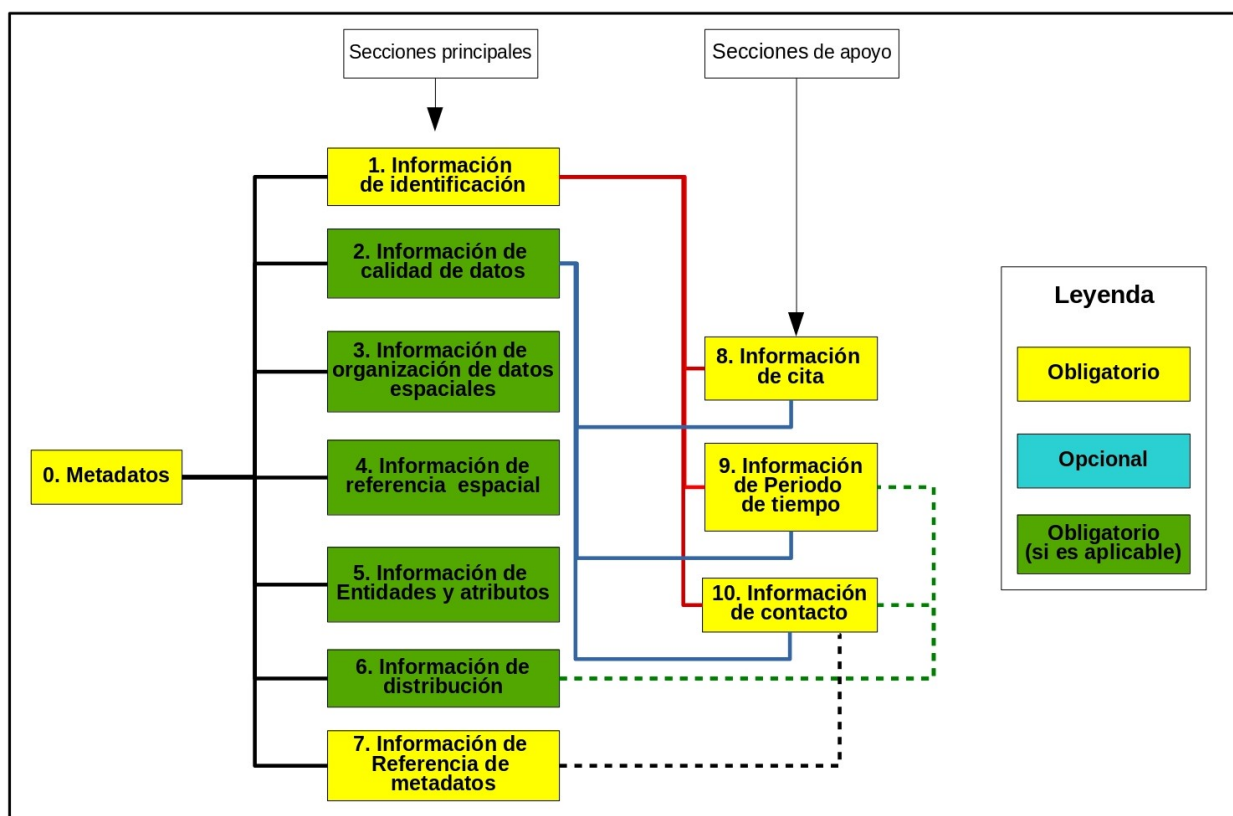 Secciones principales
Secciones de apoyo
1. Información
de identificación
2. Información de
calidad de datos
3. Información de
organización de datos
espaciales
4. Información de
referencia espacial
5. Información de
Entidades y atributos
6. Información de
distribución
7. Información de
Referencia de
metadatos
0. Metadatos
8. Información
de cita
9. Información
de Periodo
de tiempo
10. Información
de contacto
Leyenda
Obligatorio
Opcional
Obligatorio
(si es aplicable)